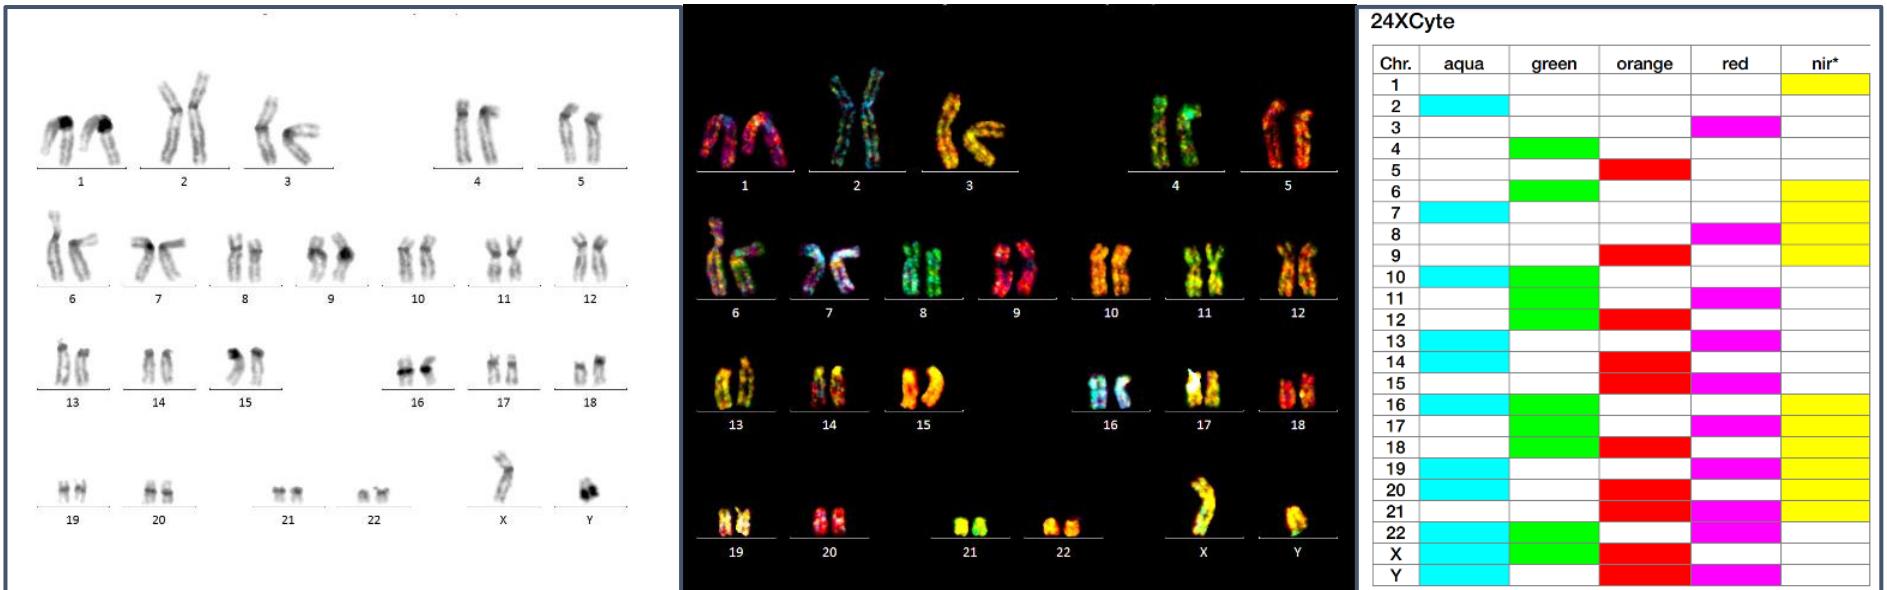 1 2 3 4 5
6 7 8 9 10 11 12
13 14 15 16 17 18
19 20 21 22 X Y
1 2 3 4 5
6 7 8 9 10 11 12
13 14 15 16 17 18
19 20 21 22 X Y
24XCyte
Chr. aqua green orange red nir*
1
2
3
4
5
6
7
8
9
10
11
12
13
14
15
16
17
18
19
20
21
22
X
Y